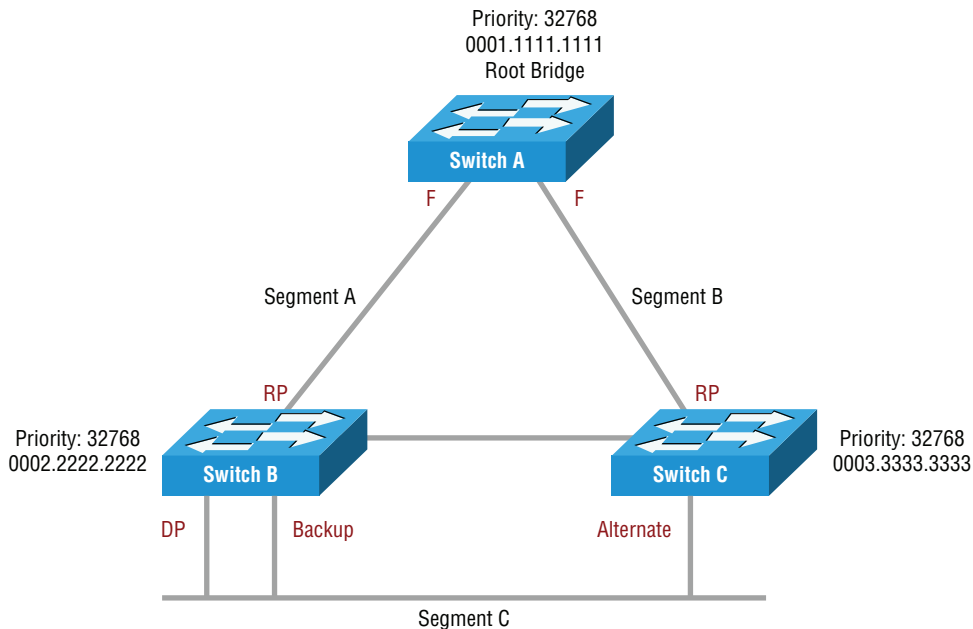 Priority: 32768
0001.1111.1111
Root Bridge
Switch A
F
F
Segment A
Segment B
RP
RP
Priority: 32768
0002.2222.2222
Switch B
Switch C
Priority: 32768
0003.3333.3333
DP
Backup
Alternate
Segment C